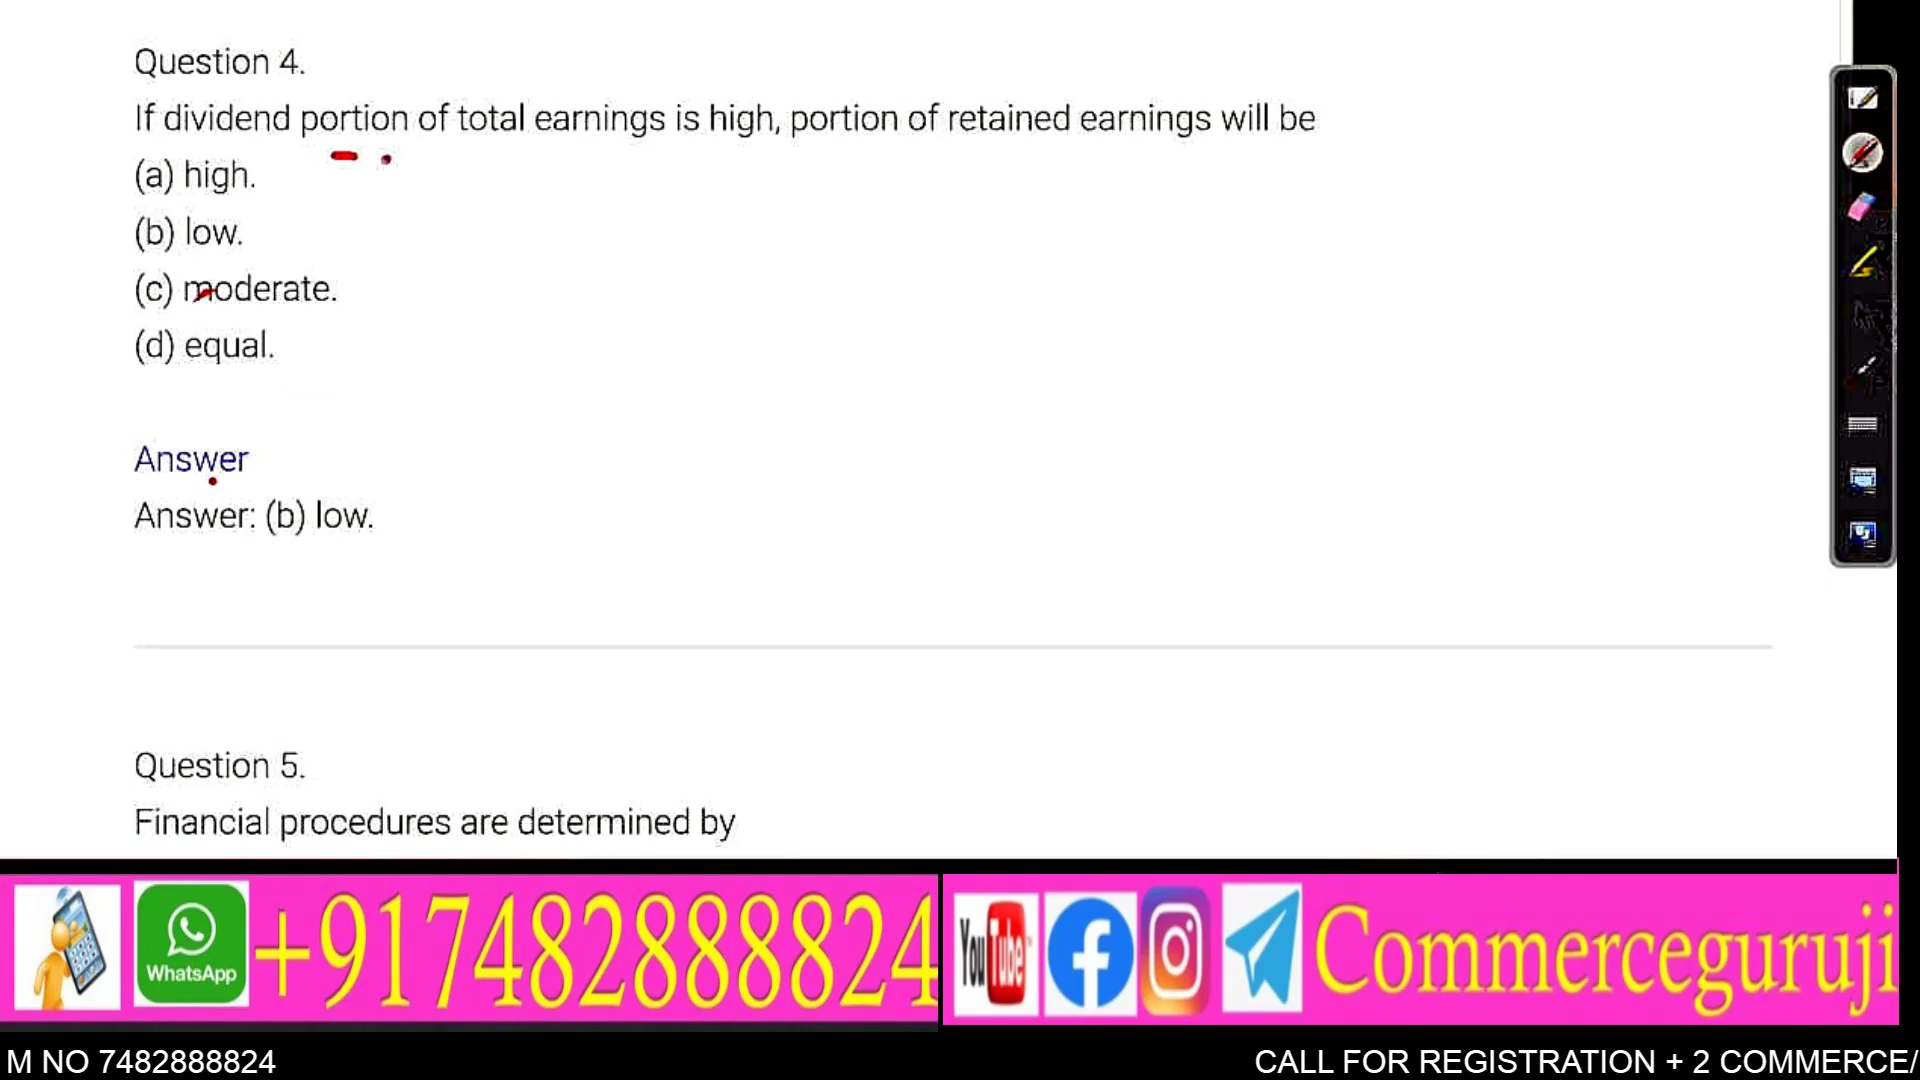 Question 4.
If dividend portion of total earnings is high, portion of retained earnings will be
(a) high.
(b) low.
(c) moderate.
(d) equal.
Answer
Answer: (b) low.
Question 5.
Financial procedures are determined by
WhatsApp
+917482888824
YouTube
Commerceguruji
M NO 7482888824
CALL FOR REGISTRATION + 2 COMMERCE/